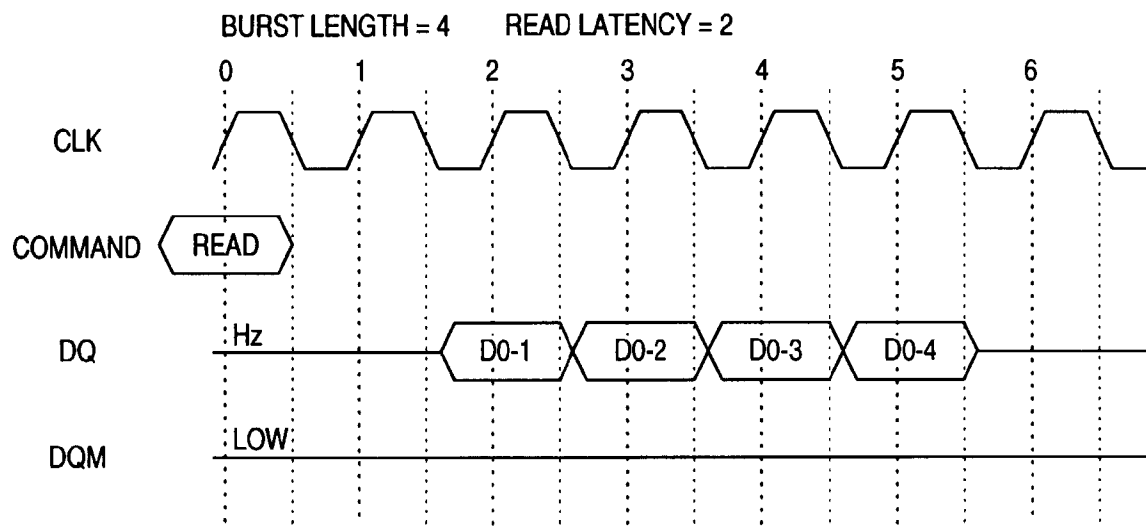 BURST LENGTH = 4 READ LATENCY = 2
0 1 2 3 4 5 6
CLK
COMMAND READ
DQ Hz D0-1 D0-2 D0-3 D0-4
DQM LOW